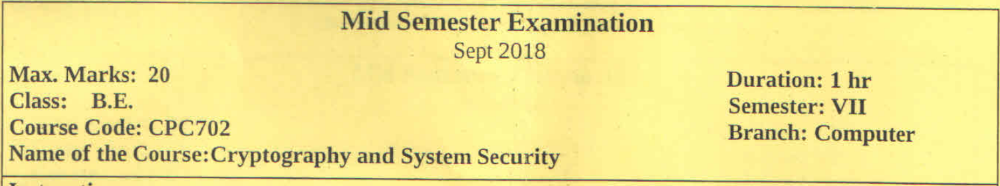 Mid Semester Examination
Sept 2018
Max. Marks: 20
Duration: 1 hr
Class: B.E.
Semester: VII
Course Code: CPC702
Branch: Computer
Name of the Course:Cryptography and System Security